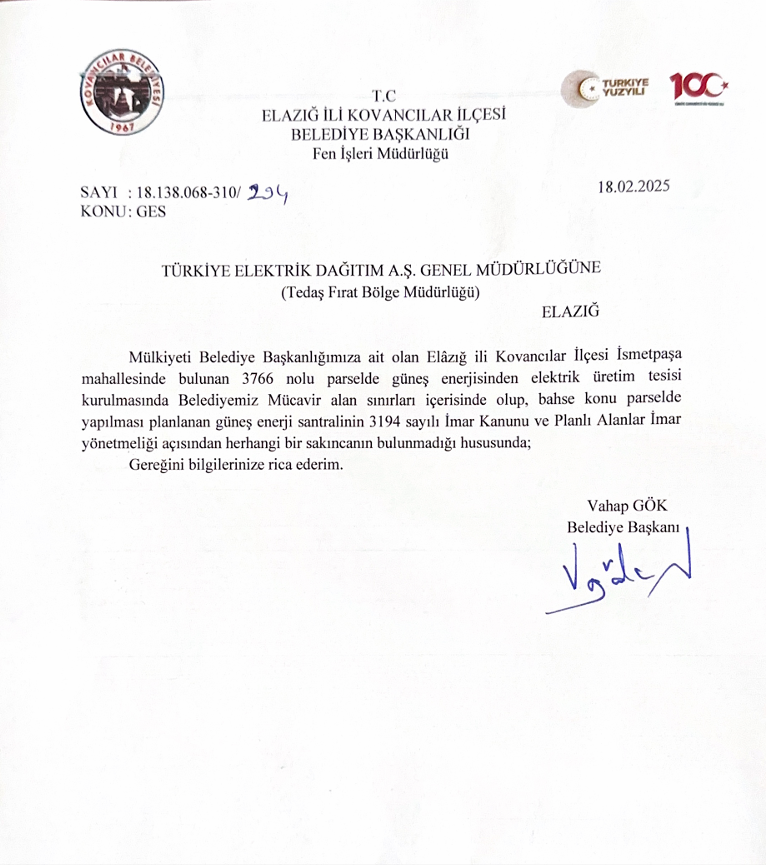 KOVANCILAR BELEDİYESİ
1967
TÜRKİYE
YÜZYILI
100
T.C
ELAZIĞ İLİ KOVANCILAR İLÇESİ
BELEDİYE BAŞKANLIĞI
Fen İşleri Müdürlüğü
SAYI : 18.138.068-310/ 294
18.02.2025
KONU: GES
TÜRKİYE ELEKTRİK DAĞITIM A.Ş. GENEL MÜDÜRLÜĞÜNE
(Tedaş Fırat Bölge Müdürlüğü)
ELAZIĞ
Mülkiyeti Belediye Başkanlığımıza ait olan Elâzığ ili Kovancılar İlçesi İsmetpaşa
mahallesinde bulunan 3766 nolu parselde güneş enerjisinden elektrik üretim tesisi
kurulmasında Belediyemiz Mücavir alan sınırları içerisinde olup, bahse konu parselde
yapılması planlanan güneş enerji santralinin 3194 sayılı İmar Kanunu ve Planlı Alanlar İmar
yönetmeliği açısından herhangi bir sakıncanın bulunmadığı hususunda;
Gereğini bilgilerinize rica ederim.
Vahap GÖK
Belediye Başkanı